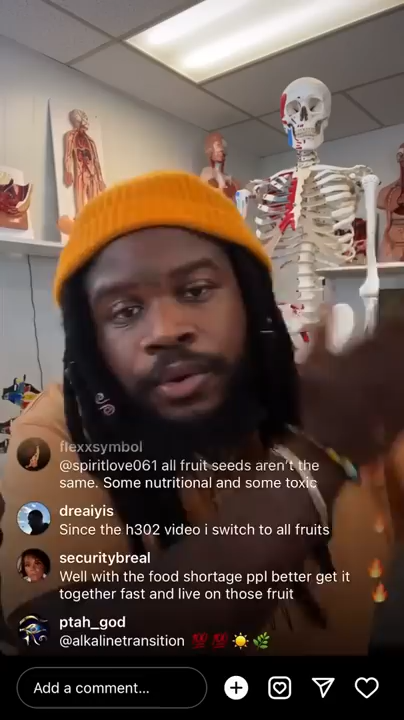 flexxsymbol
@spiritlove061 all fruit seeds aren't the
same. Some nutritional and some toxic
dreaiyis
Since the h302 video i switch to all fruits
securitybreal
Well with the food shortage ppl better get it
together fast and live on those fruit
ptah_god
@alkalinetransition 💯💯☀️🌿
Add a comment...